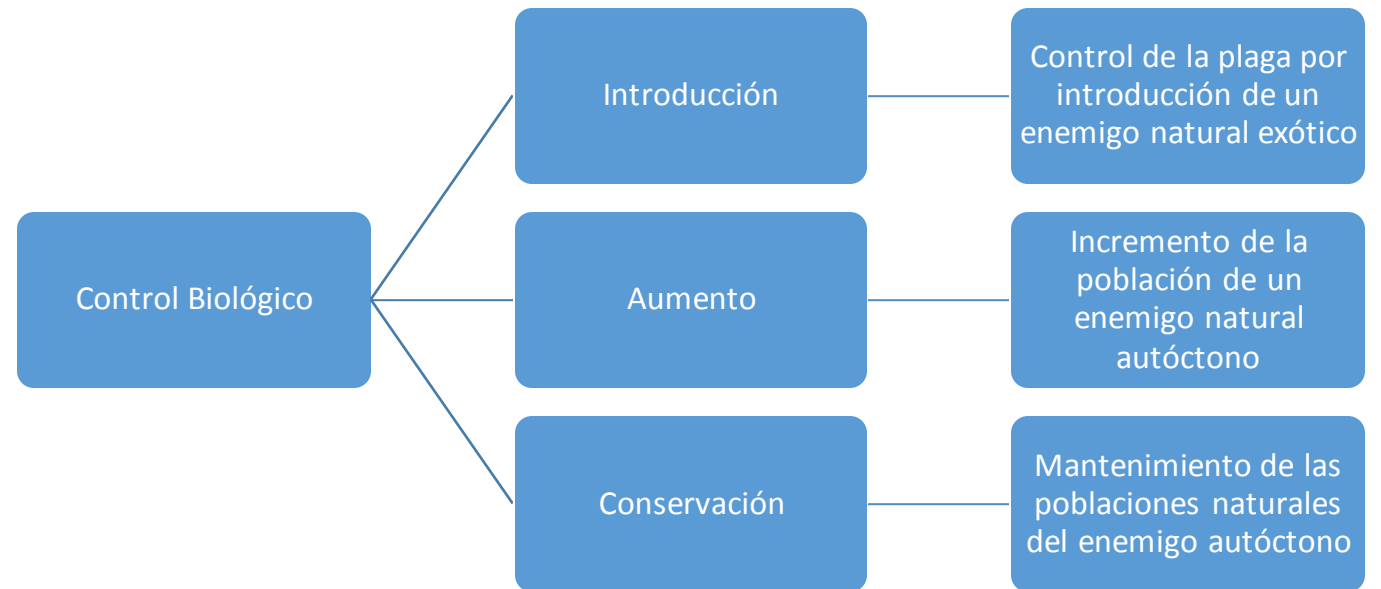 Control Biológico
Introducción
Control de la plaga por
introducción de un
enemigo natural exótico
Aumento
Incremento de la
población de un
enemigo natural
autóctono
Conservación
Mantenimiento de las
poblaciones naturales
del enemigo autóctono